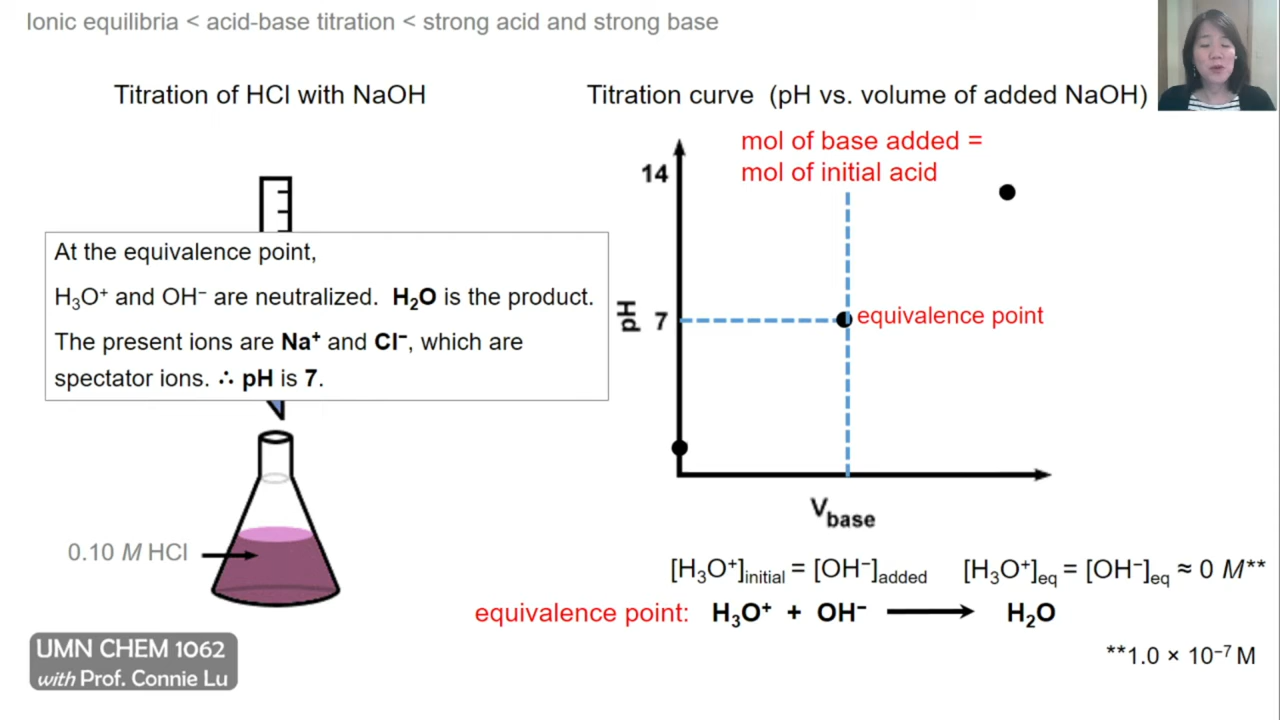 Ionic equilibria < acid-base titration < strong acid and strong base
Titration of HCl with NaOH
At the equivalence point,
H₃O⁺ and OH⁻ are neutralized. H₂O is the product.
The present ions are Na⁺ and Cl⁻, which are
spectator ions. ∴ pH is 7.
0.10 M HCl
Titration curve (pH vs. volume of added NaOH)
mol of base added =
mol of initial acid
14
pH
7
equivalence point
V_base
[H₃O⁺]initial = [OH⁻]added [H₃O⁺]eq = [OH⁻]eq ≈ 0 M**
equivalence point: H₃O⁺ + OH⁻ ⟶ H₂O
**1.0 × 10⁻⁷ M
UMN CHEM 1062
with Prof. Connie Lu